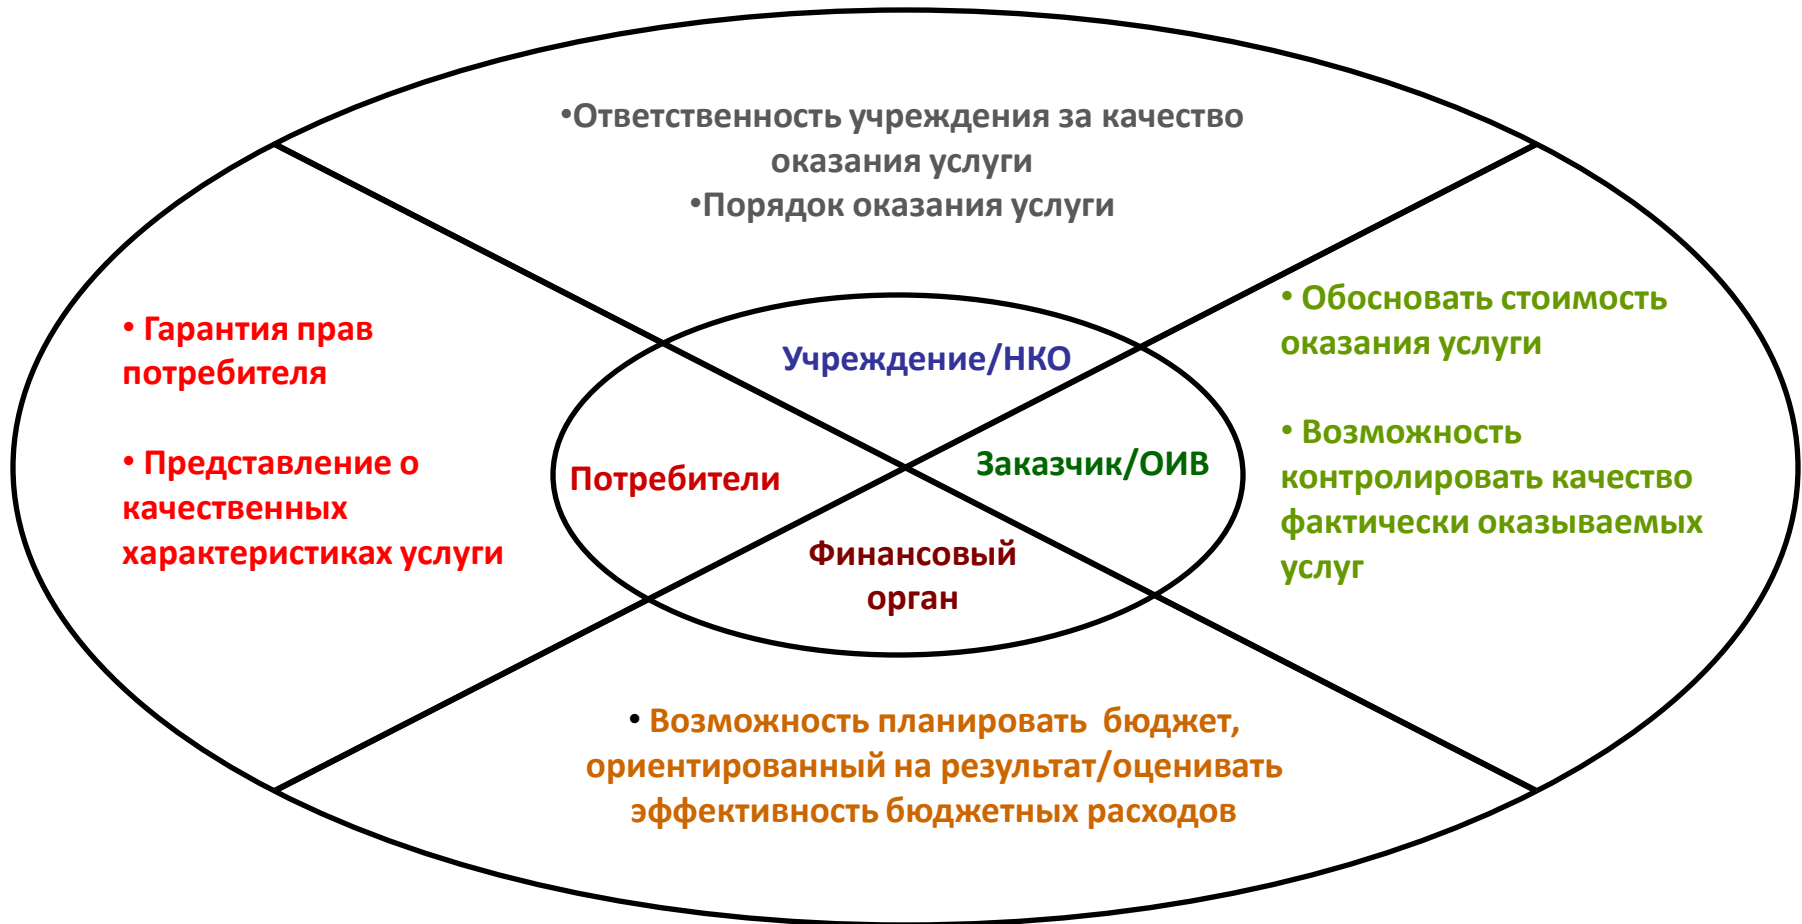 •Ответственность учреждения за качество
оказания услуги
•Порядок оказания услуги
• Гарантия прав
потребителя
• Представление о
качественных
характеристиках услуги
Учреждение/НКО
Потребители
Заказчик/ОИВ
Финансовый
орган
• Обосновать стоимость
оказания услуги
• Возможность
контролировать качество
фактически оказываемых
услуг
• Возможность планировать  бюджет,
ориентированный на результат/оценивать
эффективность бюджетных расходов